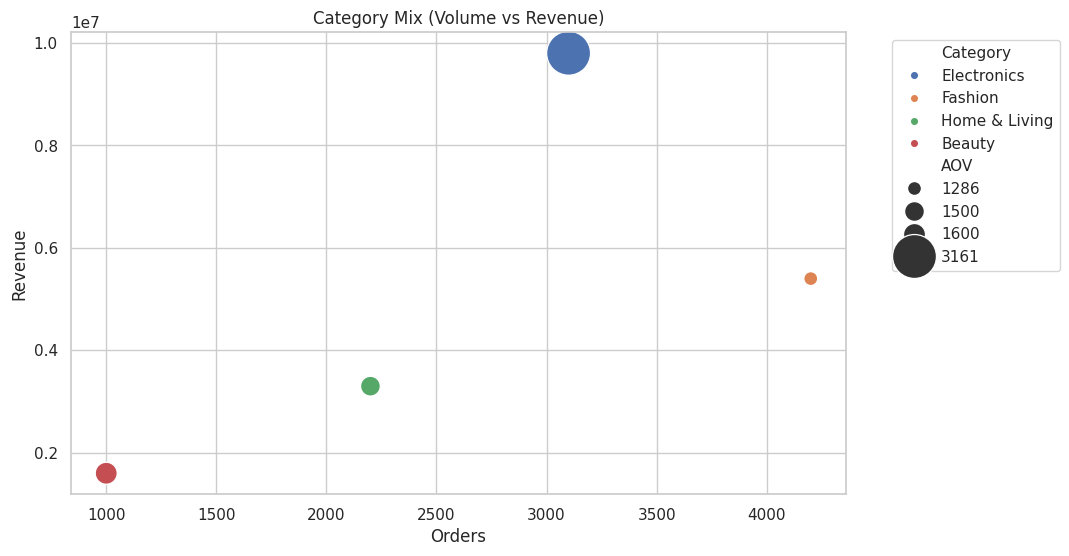 Category Mix (Volume vs Revenue)
1e7
1.0
0.8
0.6
0.4
0.2
Revenue
1000 1500 2000 2500 3000 3500 4000
Orders
Category
Electronics
Fashion
Home & Living
Beauty
AOV
1286
1500
1600
3161